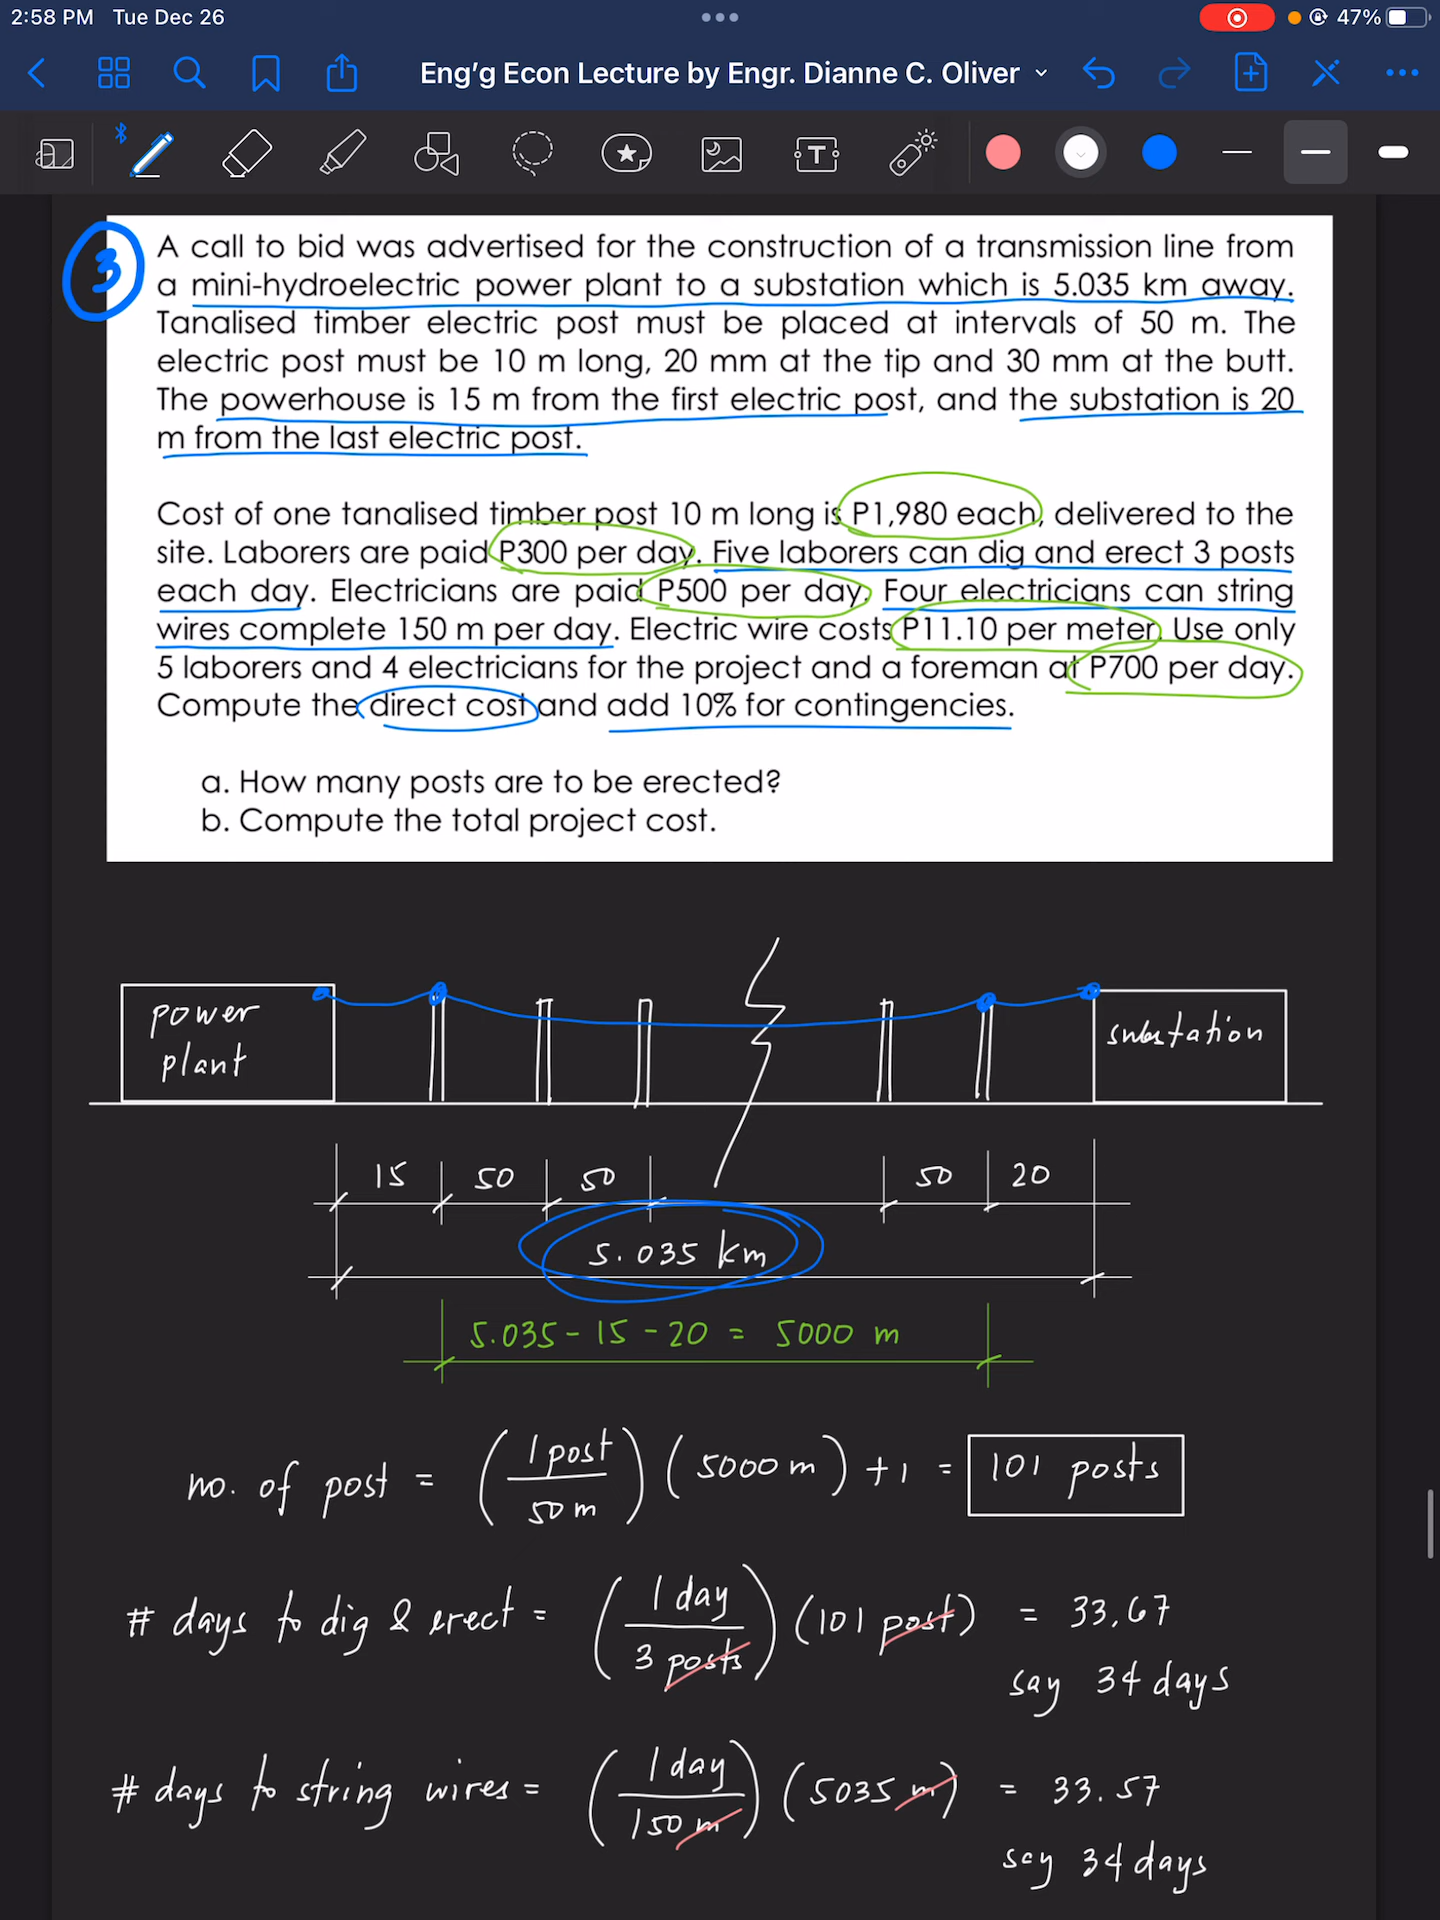 2:58 PM Tue Dec 26
47%
Eng'g Econ Lecture by Engr. Dianne C. Oliver
3
A call to bid was advertised for the construction of a transmission line from
a mini-hydroelectric power plant to a substation which is 5.035 km away.
Tanalised timber electric post must be placed at intervals of 50 m. The
electric post must be 10 m long, 20 mm at the tip and 30 mm at the butt.
The powerhouse is 15 m from the first electric post, and the substation is 20
m from the last electric post.
Cost of one tanalised timber post 10 m long is P1,980 each, delivered to the
site. Laborers are paid P300 per day. Five laborers can dig and erect 3 posts
each day. Electricians are paid P500 per day. Four electricians can string
wires complete 150 m per day. Electric wire costs P11.10 per meter. Use only
5 laborers and 4 electricians for the project and a foreman at P700 per day.
Compute the direct cost and add 10% for contingencies.
a. How many posts are to be erected?
b. Compute the total project cost.
power
plant
substation
15 50 50 50 20
5.035 km
5.035 - 15 - 20 = 5000 m
no. of post = (1 post / 50 m) (5000 m) + 1 = 101 posts
# days to dig & erect = (1 day / 3 posts) (101 post) = 33.67
say 34 days
# days to string wires = (1 day / 150 m) (5035 m) = 33.57
say 34 days